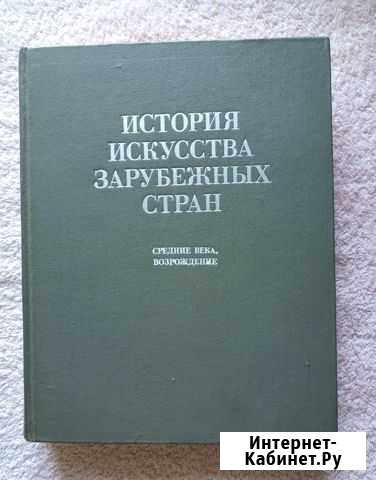 ИСТОРИЯ
ИСКУССТВА
ЗАРУБЕЖНЫХ
СТРАН
СРЕДНИЕ ВЕКА,
ВОЗРОЖДЕНИЕ
Интернет-
Кабинет.Ру